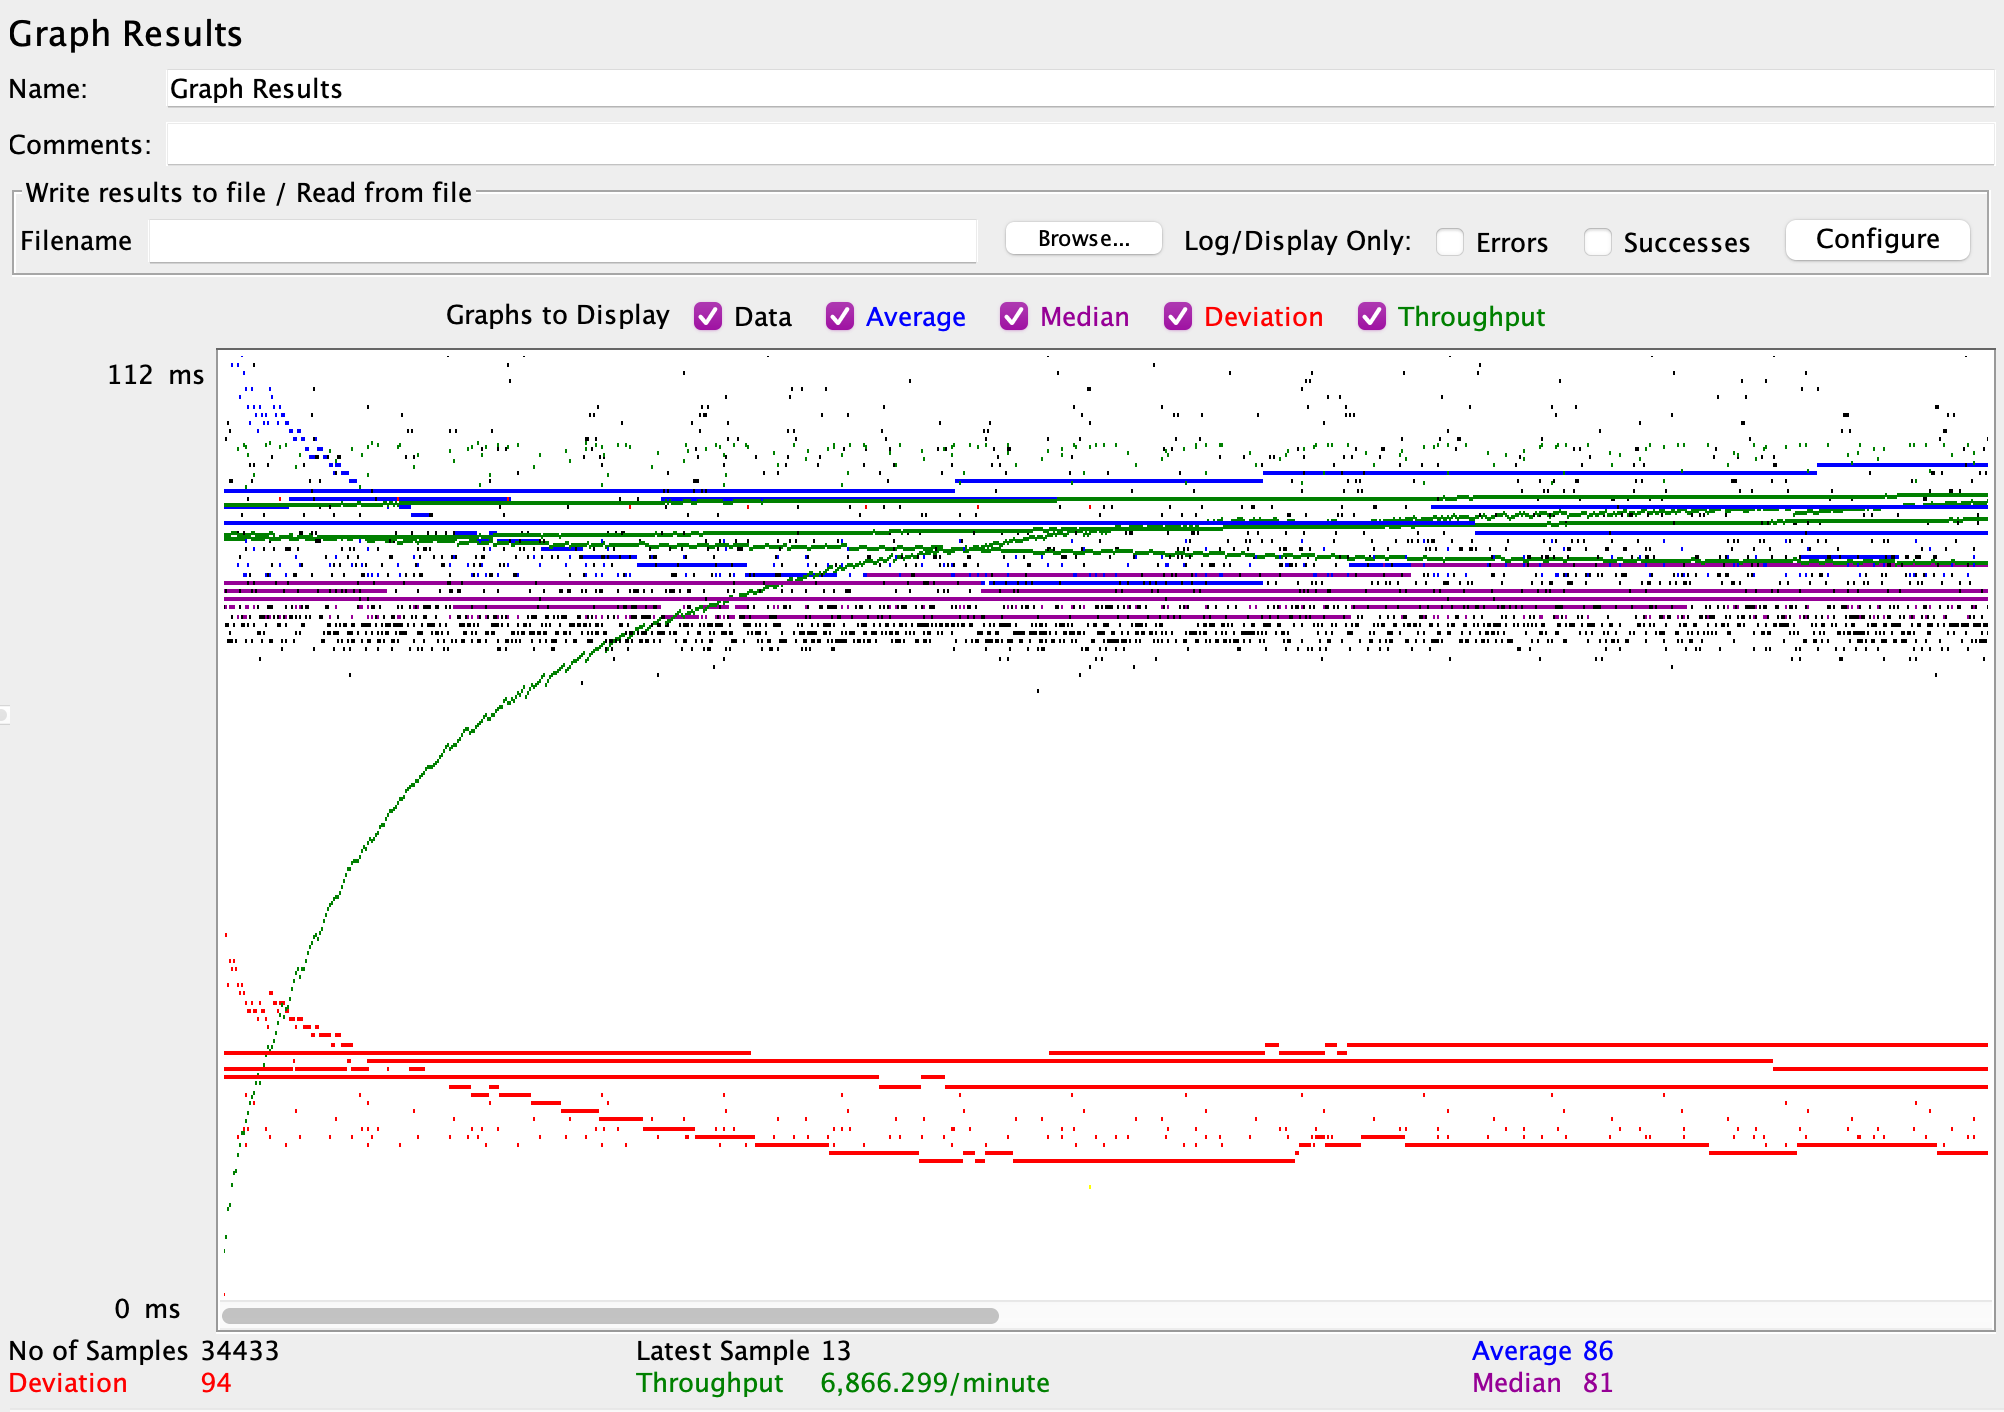 Graph Results
Name: Graph Results
Comments:
Write results to file / Read from file
Filename Browse... Log/Display Only: Errors Successes Configure
Graphs to Display Data Average Median Deviation Throughput
112 ms
0 ms
No of Samples 34433 Latest Sample 13 Average 86
Deviation 94 Throughput 6,866.299/minute Median 81